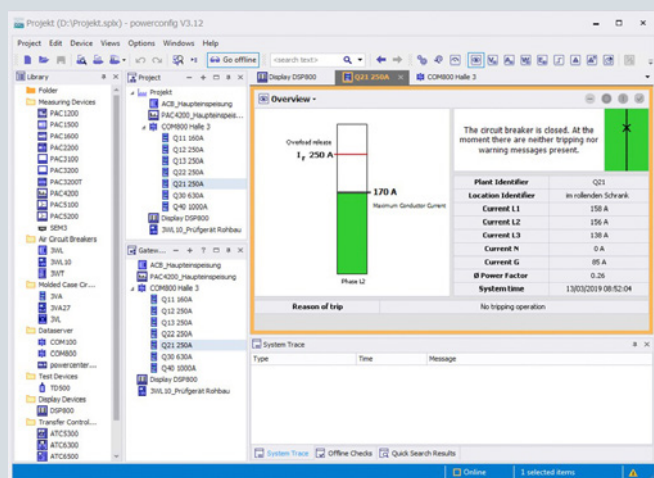 Projekt (D:\Projekt.splx) - powerconfig V3.12
Project Edit Device Views Options Windows Help
Go offline
<search text>
Library
Folder
Measuring Devices
PAC1200
PAC1500
PAC1600
PAC2200
PAC3100
PAC3200
PAC3200T
PAC4200
PAC5100
PAC5200
SEM3
Air Circuit Breakers
3WL
3WL10
3WT
Molded Case Cir...
3VA
3VA27
3VL
Dataserver
COM100
COM800
powercenter...
Test Devices
TD500
Display Devices
DSP800
Transfer Control...
ATC5300
ATC6300
ATC6500
Project
Projekt
ACB_Haupteinspeisung
PAC4200_Haupteinspeis...
COM800 Halle 3
Q11 160A
Q12 250A
Q13 250A
Q22 250A
Q21 250A
Q30 630A
Q40 1000A
Display DSP800
3WL10_Prüfgerät Rohbau
Gatew...
ACB_Haupteinspeisung
PAC4200_Haupteinspeisung
COM800 Halle 3
Q11 160A
Q12 250A
Q13 250A
Q22 250A
Q21 250A
Q30 630A
Q40 1000A
Display DSP800
3WL10_Prüfgerät Rohbau
Display DSP800
Q21 250A
COM800 Halle 3
Overview
Overload release
Ir 250 A
170 A
Maximum Conductor Current
Phase L2
The circuit breaker is closed. At the
moment there are neither tripping nor
warning messages present.
Plant Identifier Q21
Location Identifier im rollenden Schrank
Current L1 158 A
Current L2 156 A
Current L3 138 A
Current N 0 A
Current G 85 A
Ø Power Factor 0.26
System time 13/03/2019 08:52:04
Reason of trip No tripping operation
System Trace
Type Time Message
System Trace Offline Checks Quick Search Results
Online 1 selected items